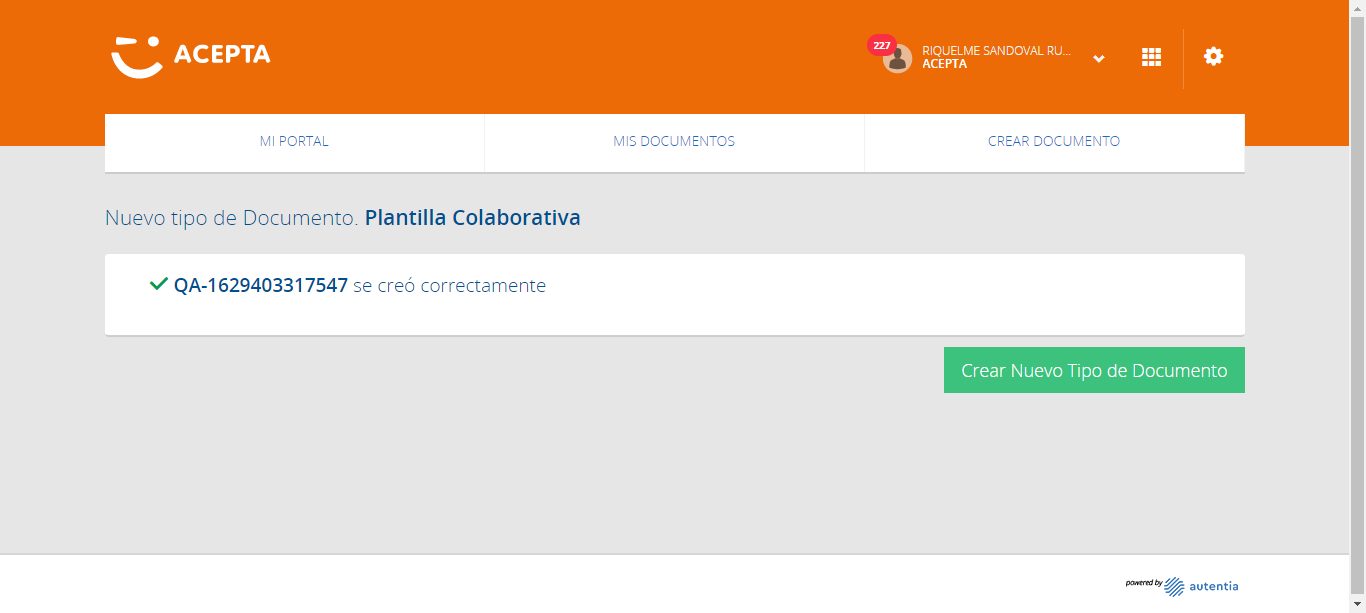 ACEPTA
227
RIQUELME SANDOVAL RU...
ACEPTA
MI PORTAL
MIS DOCUMENTOS
CREAR DOCUMENTO
Nuevo tipo de Documento. Plantilla Colaborativa
QA-1629403317547 se creó correctamente
Crear Nuevo Tipo de Documento
powered by autentia